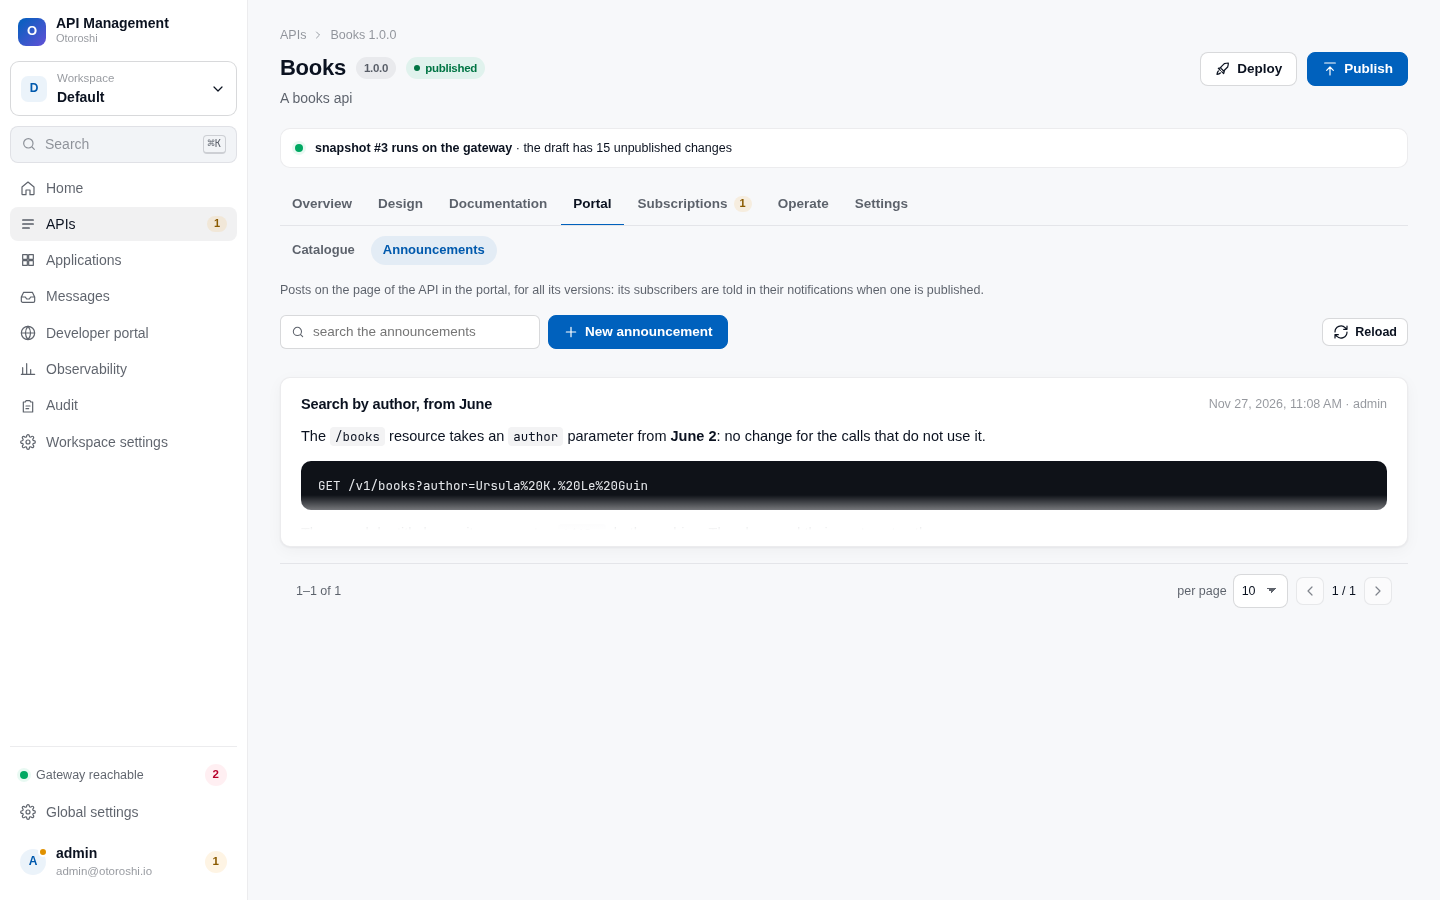 O
API Management
Otoroshi
D
Workspace
Default
Search
⌘K
Home
APIs
1
Applications
Messages
Developer portal
Observability
Audit
Workspace settings
Gateway reachable
2
Global settings
A
admin
admin@otoroshi.io
1
APIs
Books 1.0.0
Books
1.0.0
published
Deploy
Publish
A books api
snapshot #3 runs on the gateway · the draft has 15 unpublished changes
Overview
Design
Documentation
Portal
Subscriptions
1
Operate
Settings
Catalogue
Announcements
Posts on the page of the API in the portal, for all its versions: its subscribers are told in their notifications when one is published.
search the announcements
New announcement
Reload
Search by author, from June
Nov 27, 2026, 11:08 AM · admin
The /books resource takes an author parameter from June 2: no change for the calls that do not use it.
GET /v1/books?author=Ursula%20K.%20Le%20Guin
1–1 of 1
per page
10
1 / 1